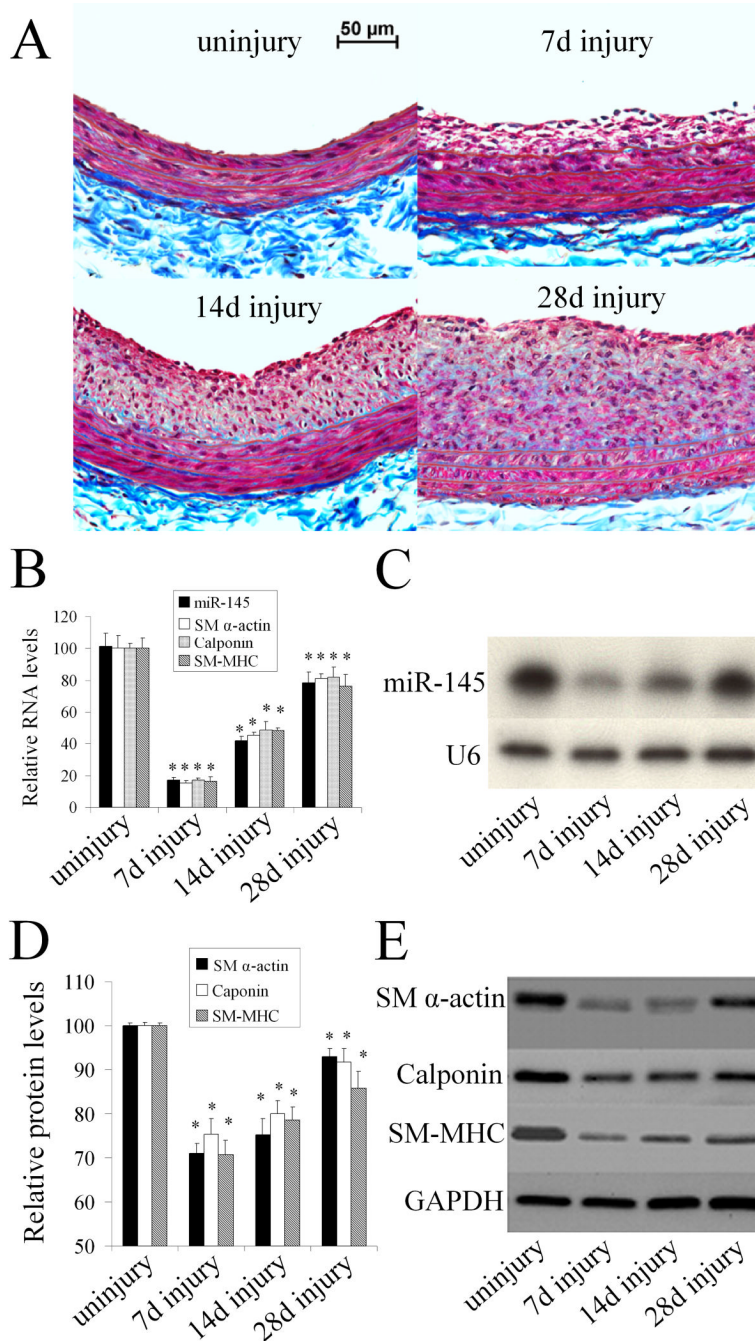 A
uninjury
50 µm
7d injury
14d injury
28d injury
B
Relative RNA levels
120
100
80
60
40
20
0
miR-145
SM α-actin
Calponin
SM-MHC
* * * *
* * * *
* * * *
uninjury
7d injury
14d injury
28d injury
C
miR-145
U6
uninjury
7d injury
14d injury
28d injury
D
Relative protein levels
110
100
90
80
70
60
50
SM α-actin
Caponin
SM-MHC
* * *
* * *
* * *
uninjury
7d injury
14d injury
28d injury
E
SM α-actin
Calponin
SM-MHC
GAPDH
uninjury
7d injury
14d injury
28d injury